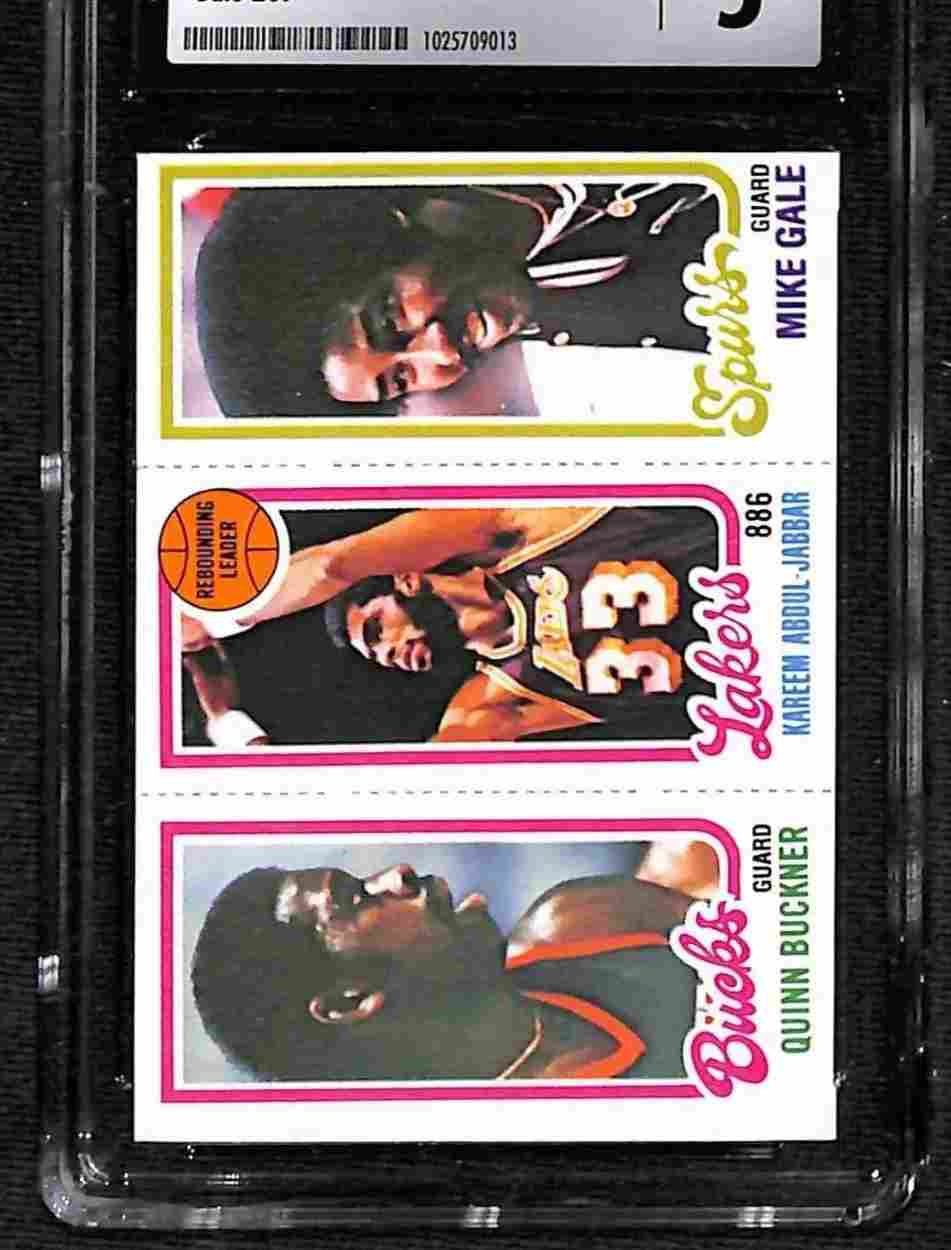 1025709013
GUARD
MIKE GALE
Spurs
REBOUNDING
LEADER
33
Lakers
886
KAREEM ABDUL-JABBAR
Bucks
GUARD
QUINN BUCKNER